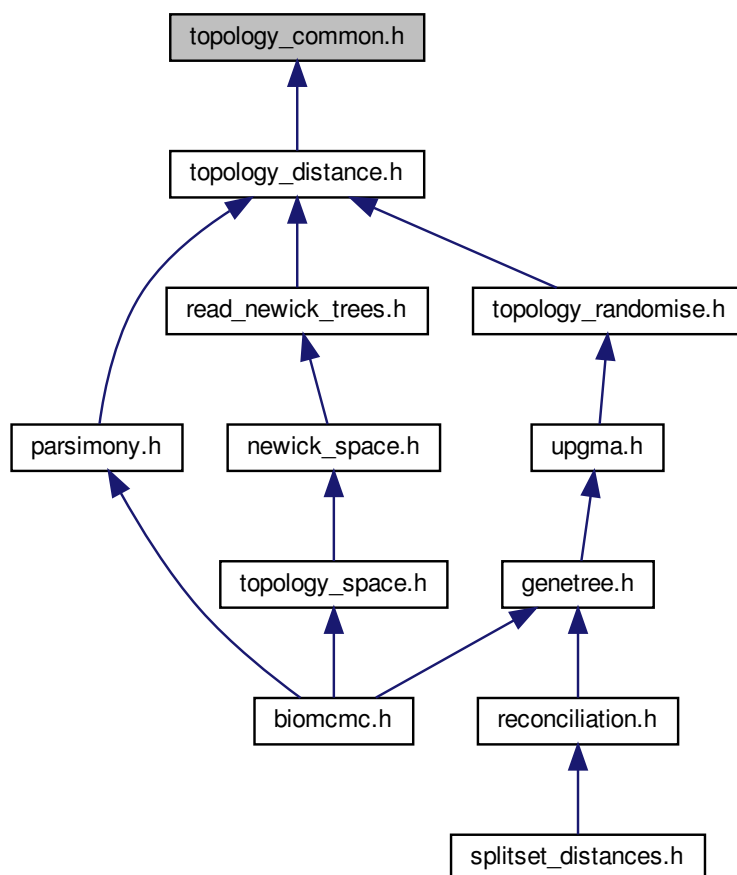 topology_common.h
topology_distance.h
read_newick_trees.h
topology_randomise.h
parsimony.h
newick_space.h
upgma.h
topology_space.h
genetree.h
biomcmc.h
reconciliation.h
splitset_distances.h